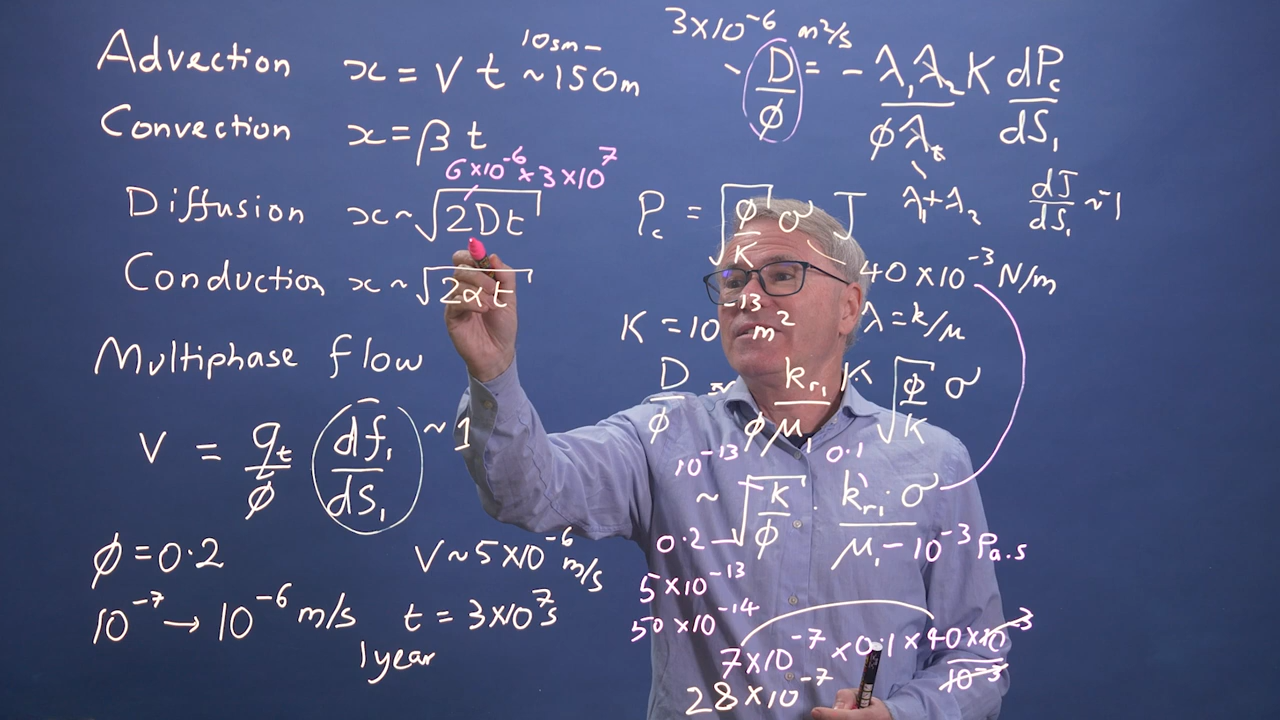 Advection x = v t ~150m
10sm-
Convection x=βt
6×10⁻⁶×3×10⁷
Diffusion x~√2Dt
Conduction x~√2αt
Multiphase flow
V = qt/ϕ df₁/dS₁ ~1
ϕ=0.2
V~5×10⁻⁶ m/s
10⁻⁷ → 10⁻⁶ m/s t = 3×10⁷s
1 year
3×10⁻⁶ m²/s
~ D/ϕ = - λ₁λ₂/ϕλt K dPc/dS₁
λ₁+λ₂ dJ/dS₁ ~1
Pc = √ϕ/K σ J
40×10⁻³ N/m
K = 10⁻¹³ m² λ=k/μ
D/ϕ ≈ kr₁/ϕμ₁ K √ϕ/K σ
10⁻¹³ 0.1
~ √K/ϕ · kr₁·σ/μ₁
0.2 10⁻³ Pa.s
5×10⁻¹³
50×10⁻¹⁴
7×10⁻⁷×0.1×40×10⁻³/10⁻³
28×10⁻⁷